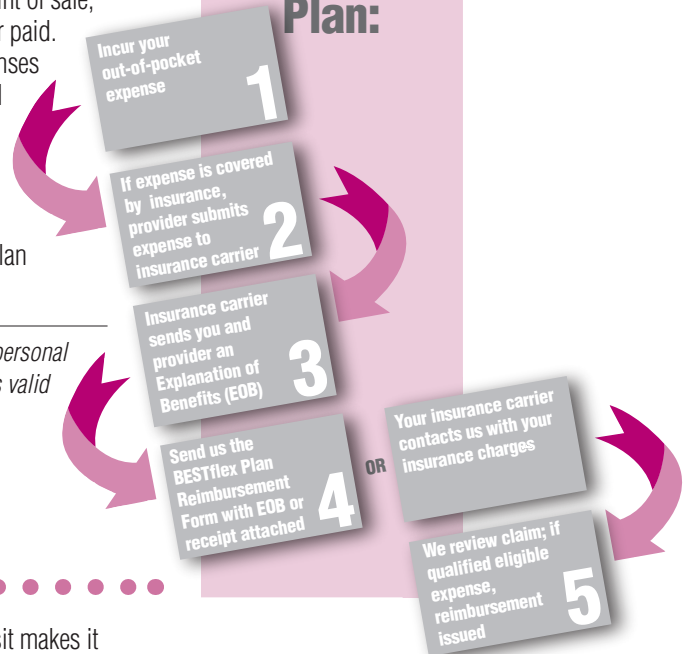 nt of sale,
r paid.
nses
Plan:
Incur your
out-of-pocket
expense
1
If expense is covered
by insurance,
provider submits
expense to
insurance carrier
2
lan
Insurance carrier
sends you and
provider an
Explanation of
Benefits (EOB)
3
personal
s valid
Send us the
BESTflex Plan
Reimbursement
Form with EOB or
receipt attached
4
OR
Your insurance carrier
contacts us with your
insurance charges
We review claim; if
qualified eligible
expense,
reimbursement
issued
5
sit makes it